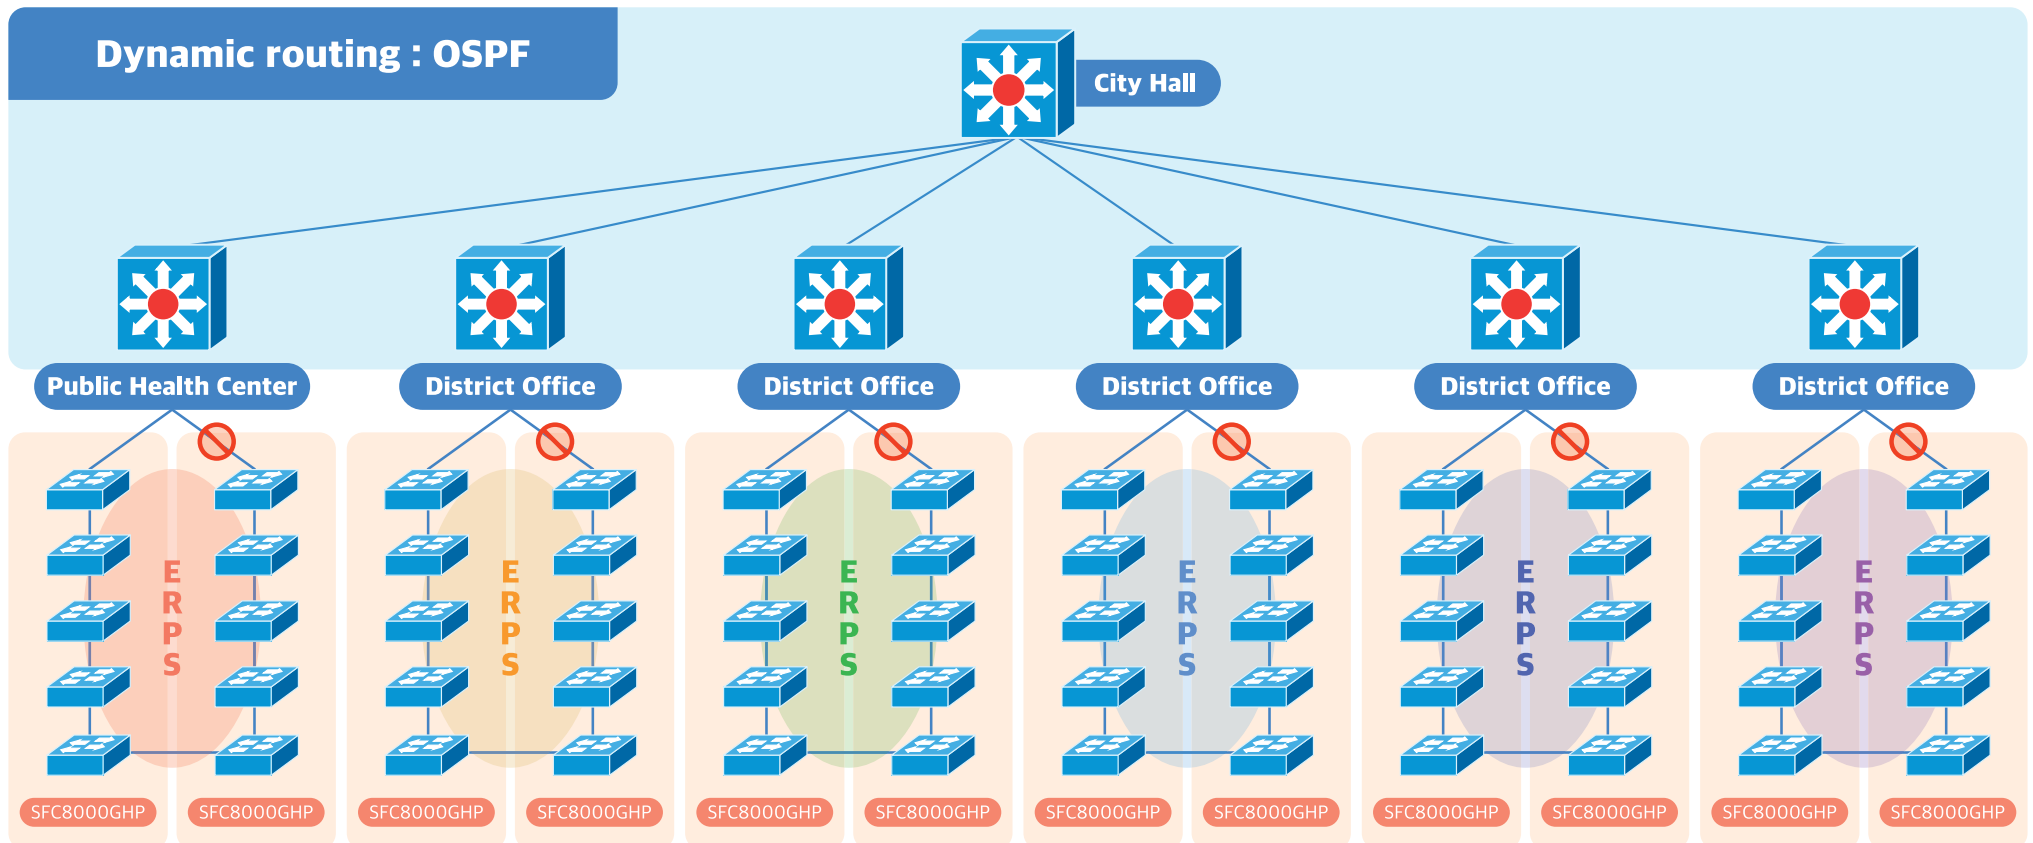 Dynamic routing : OSPF
City Hall
Public Health Center
District Office
District Office
District Office
District Office
District Office
E
R
P
S
E
R
P
S
E
R
P
S
E
R
P
S
E
R
P
S
E
R
P
S
SFC8000GHP
SFC8000GHP
SFC8000GHP
SFC8000GHP
SFC8000GHP
SFC8000GHP
SFC8000GHP
SFC8000GHP
SFC8000GHP
SFC8000GHP
SFC8000GHP
SFC8000GHP